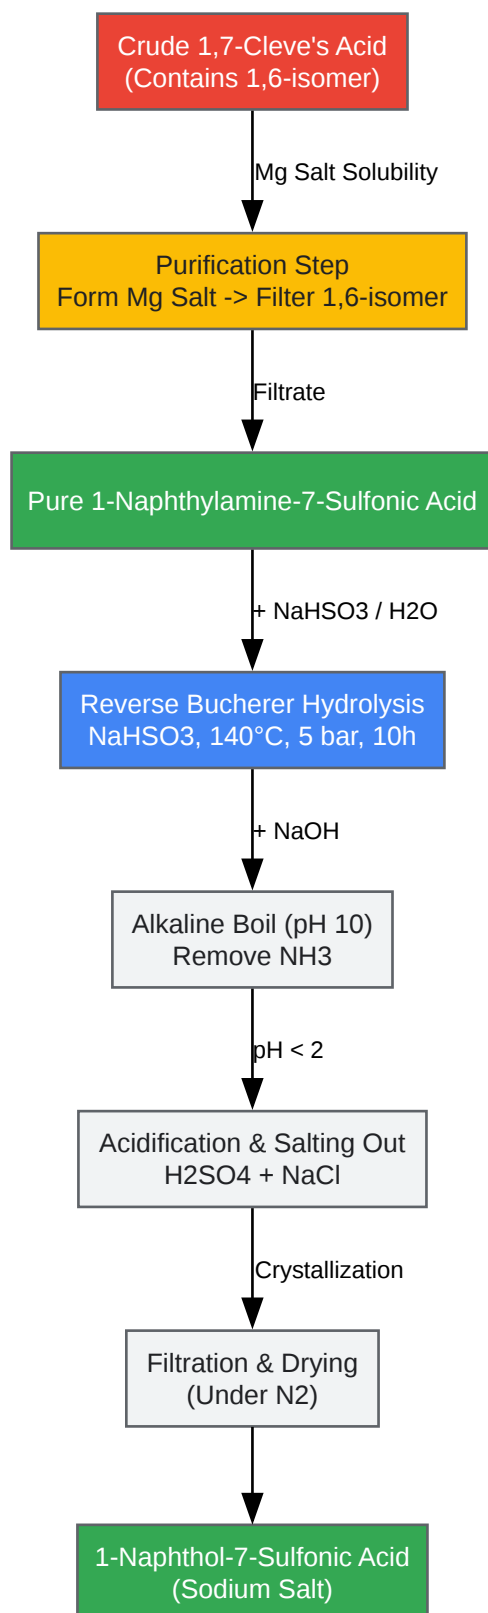 Crude 1,7-Cleve's Acid
(Contains 1,6-isomer)
Mg Salt Solubility
Purification Step
Form Mg Salt -> Filter 1,6-isomer
Filtrate
Pure 1-Naphthylamine-7-Sulfonic Acid
+ NaHSO3 / H2O
Reverse Bucherer Hydrolysis
NaHSO3, 140°C, 5 bar, 10h
+ NaOH
Alkaline Boil (pH 10)
Remove NH3
pH < 2
Acidification & Salting Out
H2SO4 + NaCl
Crystallization
Filtration & Drying
(Under N2)
1-Naphthol-7-Sulfonic Acid
(Sodium Salt)